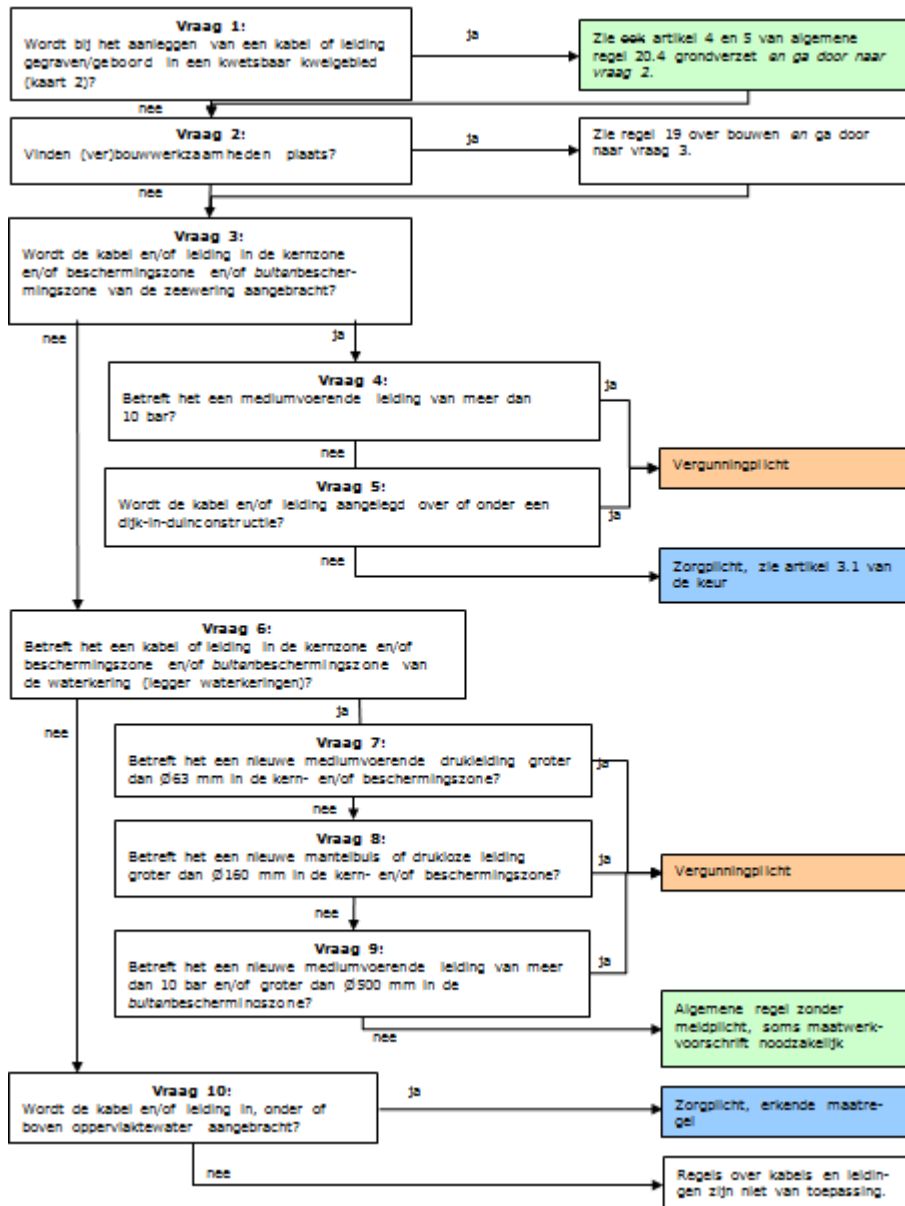 Vraag 1:
Wordt bij het aanleggen van een kabel of leiding
gegraven/geboord in een kwetsbaar kwelgebied
(kaart 2)?
ja
Zie ook artikel 4 en 5 van algemene
regel 20.4 grondverzet en ga door naar
vraag 2.
nee
Vraag 2:
Vinden (ver)bouwwerkzaamheden plaats?
ja
Zie regel 19 over bouwen en ga door
naar vraag 3.
nee
Vraag 3:
Wordt de kabel en/of leiding in de kernzone
en/of beschermingszone en/of buitenbescher-
mingszone van de zeewering aangebracht?
nee
ja
Vraag 4:
Betreft het een mediumvoerende leiding van meer dan
10 bar?
ja
nee
Vergunningplicht
Vraag 5:
Wordt de kabel en/of leiding aangelegd over of onder een
dijk-in-duinconstructie?
ja
nee
Zorgplicht, zie artikel 3.1 van
de keur
Vraag 6:
Betreft het een kabel of leiding in de kernzone en/of
beschermingszone en/of buitenbeschermingszone van
de waterkering (legger waterkeringen)?
nee
ja
Vraag 7:
Betreft het een nieuwe mediumvoerende drukleiding groter
dan Ø63 mm in de kern- en/of beschermingszone?
ja
nee
Vraag 8:
Betreft het een nieuwe mantelbuis of drukloze leiding
groter dan Ø160 mm in de kern- en/of beschermingszone?
ja
Vergunningplicht
nee
Vraag 9:
Betreft het een nieuwe mediumvoerende leiding van meer
dan 10 bar en/of groter dan Ø500 mm in de
buitenbeschermingszone?
ja
nee
Algemene regel zonder
meldplicht, soms maatwerk-
voorschrift noodzakelijk
Vraag 10:
Wordt de kabel en/of leiding in, onder of
boven oppervlaktewater aangebracht?
ja
Zorgplicht, erkende maatre-
gel
nee
Regels over kabels en leidin-
gen zijn niet van toepassing.